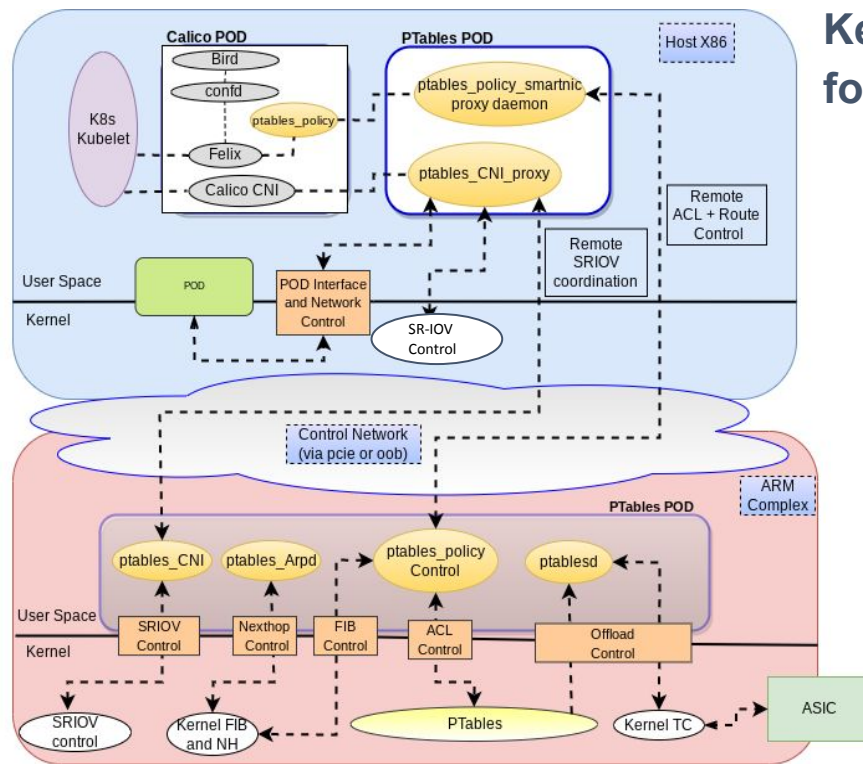 Ke
fo
Calico POD
PTables POD
Host X86
Bird
confd
ptables_policy
K8s
Kubelet
Felix
Calico CNI
ptables_policy_smartnic
proxy daemon
ptables_CNI_proxy
Remote
ACL + Route
Control
Remote
SRIOV
coordination
User Space
Kernel
POD
POD Interface
and Network
Control
SR-IOV
Control
Control Network
(via pcie or oob)
ARM
Complex
PTables POD
ptables_CNI
ptables_Arpd
ptables_policy
Control
ptablesd
User Space
Kernel
SRIOV
Control
Nexthop
Control
FIB
Control
ACL
Control
Offload
Control
SRIOV
control
Kernel FIB
and NH
PTables
Kernel TC
ASIC